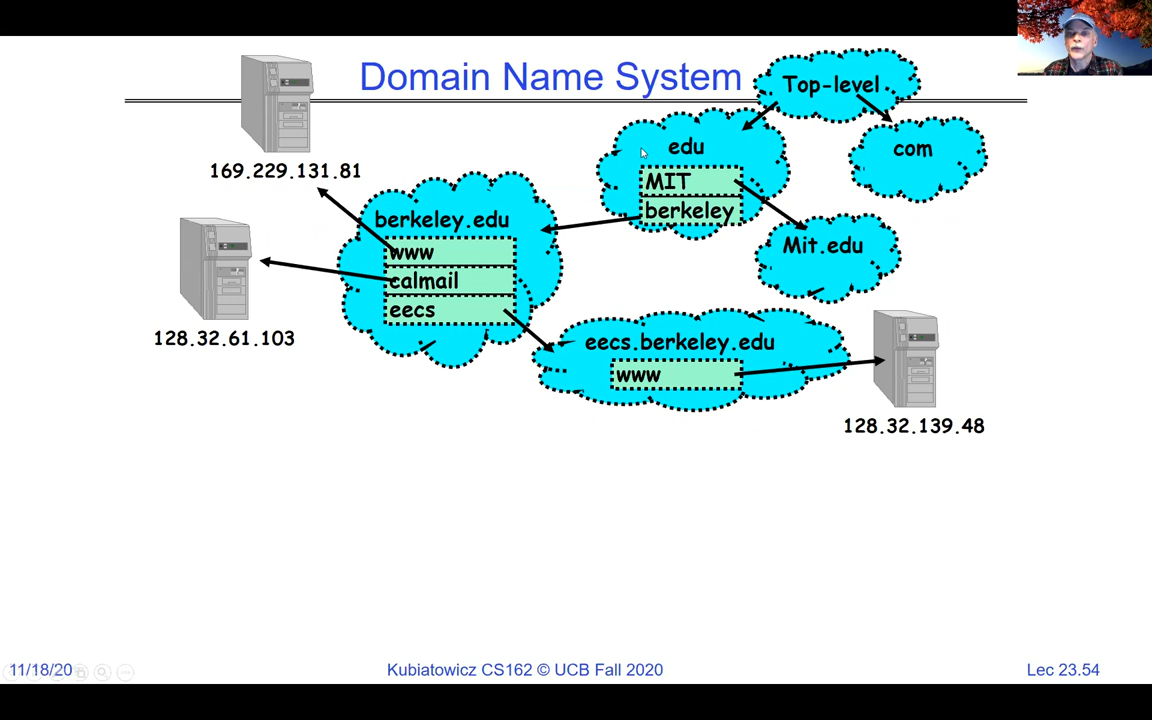 Domain Name System
Top-level
edu
com
MIT
berkeley
169.229.131.81
berkeley.edu
www
calmail
eecs
Mit.edu
128.32.61.103
eecs.berkeley.edu
www
128.32.139.48
11/18/20
Kubiatowicz CS162 © UCB Fall 2020
Lec 23.54